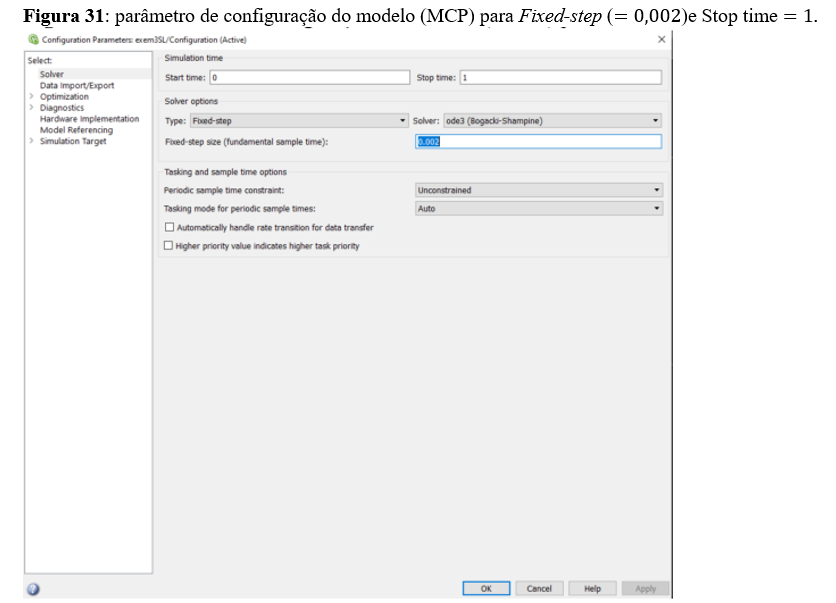 Figura 31: parâmetro de configuração do modelo (MCP) para Fixed-step (= 0,002)e Stop time = 1.
Configuration Parameters: exem3SL/Configuration (Active)
Select:
Solver
Data Import/Export
Optimization
Diagnostics
Hardware Implementation
Model Referencing
Simulation Target
Simulation time
Start time: 0 Stop time: 1
Solver options
Type: Fixed-step Solver: ode3 (Bogacki-Shampine)
Fixed-step size (fundamental sample time): 0.002
Tasking and sample time options
Periodic sample time constraint: Unconstrained
Tasking mode for periodic sample times: Auto
Automatically handle rate transition for data transfer
Higher priority value indicates higher task priority
OK Cancel Help Apply